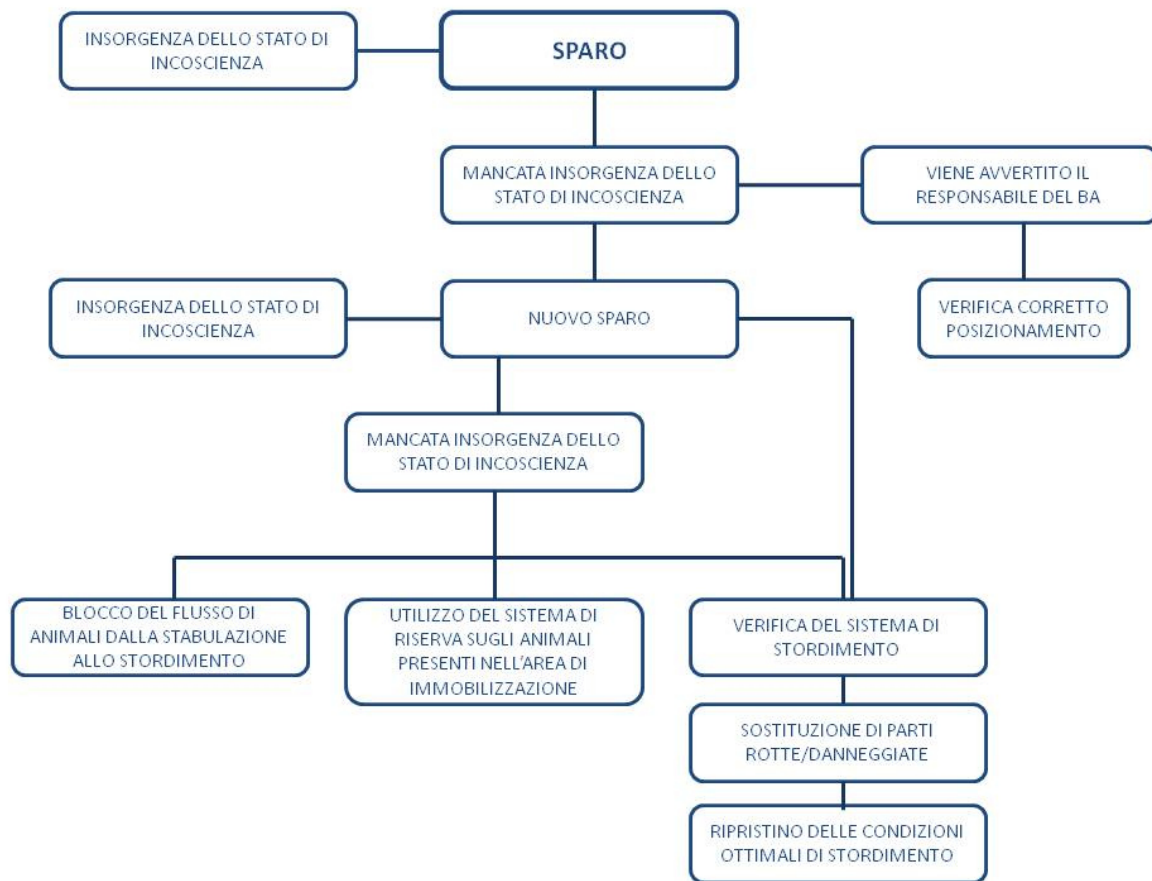 INSORGENZA DELLO STATO DI
INCOSCIENZA
SPARO
MANCATA INSORGENZA DELLO
STATO DI INCOSCIENZA
VIENE AVVERTITO IL
RESPONSABILE DEL BA
INSORGENZA DELLO STATO DI
INCOSCIENZA
NUOVO SPARO
VERIFICA CORRETTO
POSIZIONAMENTO
MANCATA INSORGENZA DELLO
STATO DI INCOSCIENZA
BLOCCO DEL FLUSSO DI
ANIMALI DALLA STABULAZIONE
ALLO STORDIMENTO
UTILIZZO DEL SISTEMA DI
RISERVA SUGLI ANIMALI
PRESENTI NELL'AREA DI
IMMOBILIZZAZIONE
VERIFICA DEL SISTEMA DI
STORDIMENTO
SOSTITUZIONE DI PARTI
ROTTE/DANNEGGIATE
RIPRISTINO DELLE CONDIZIONI
OTTIMALI DI STORDIMENTO